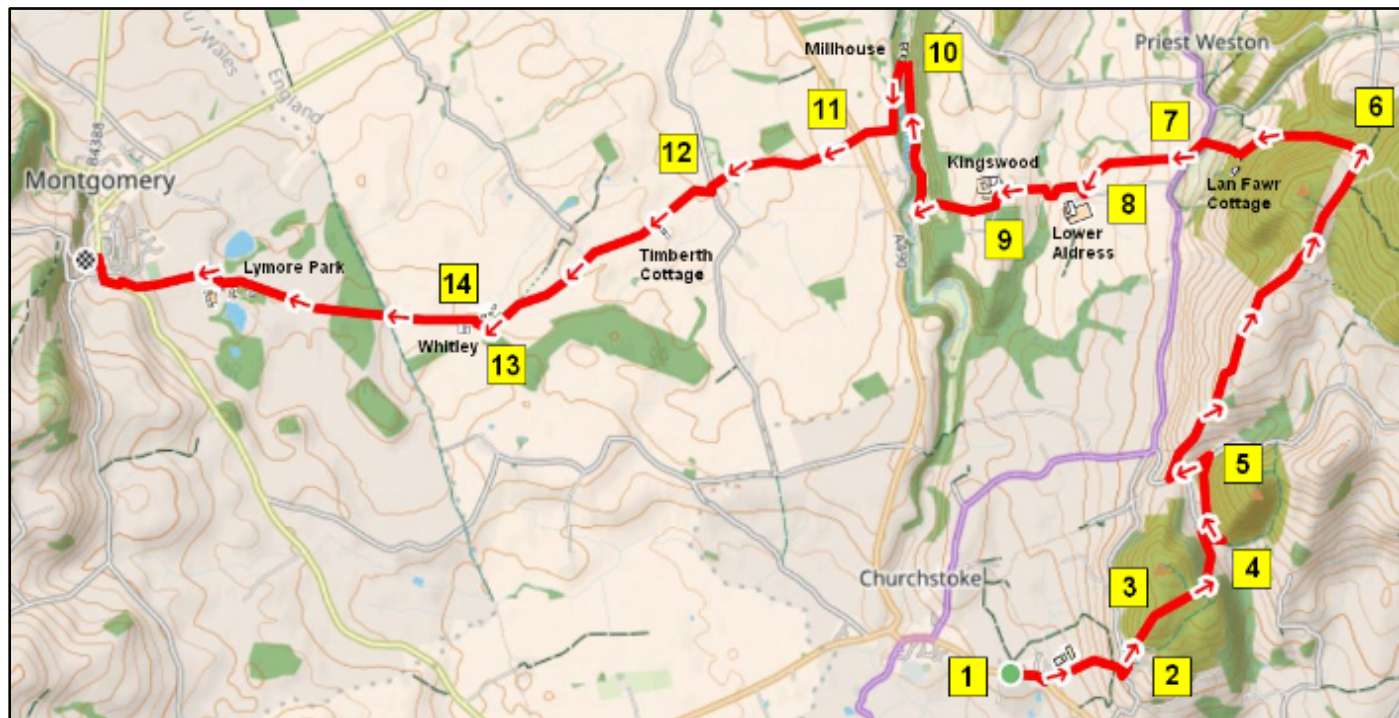 u / Wales
England
B4388
Montgomery
Millhouse
10
Priest Weston
11
7
6
12
Kingswood
Lan Fawr
Cottage
8
9
Lower
Aldress
Timberth
Cottage
Lymore Park
14
Whitley
13
5
Churchstoke
3
4
1
2